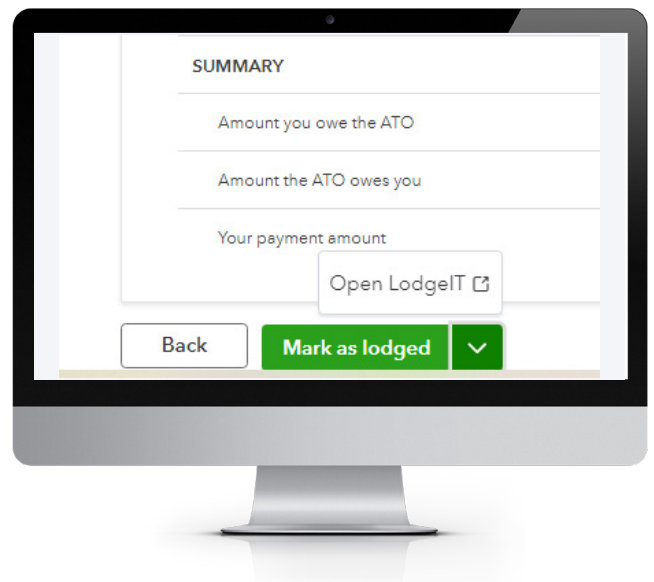 SUMMARY
Amount you owe the ATO
Amount the ATO owes you
Your payment amount
Open LodgeIT
Back
Mark as lodged